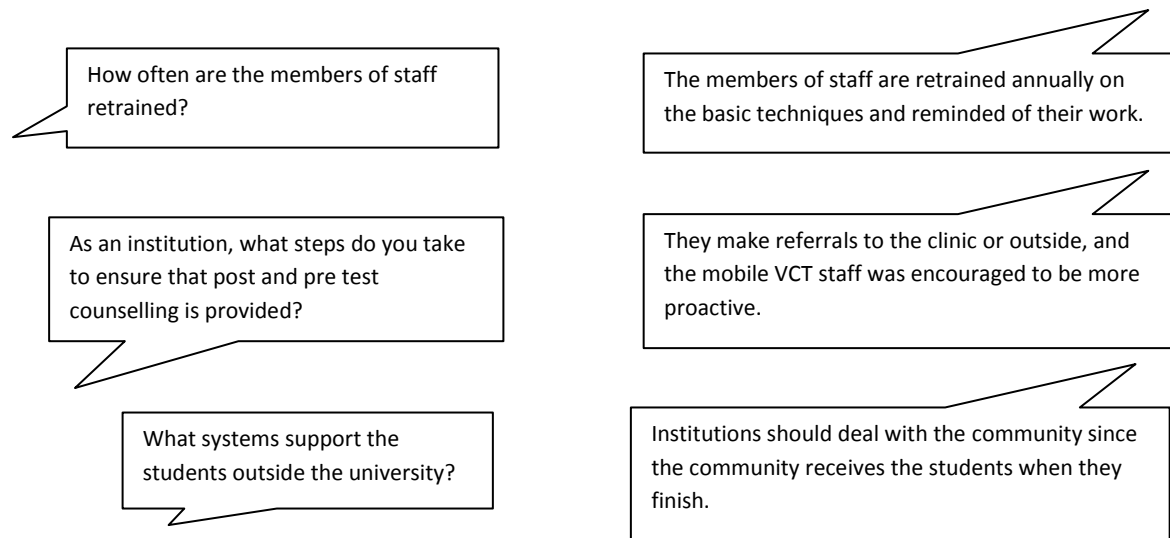 How often are the members of staff
retrained?
The members of staff are retrained annually on
the basic techniques and reminded of their work.
As an institution, what steps do you take
to ensure that post and pre test
counselling is provided?
They make referrals to the clinic or outside, and
the mobile VCT staff was encouraged to be more
proactive.
What systems support the
students outside the university?
Institutions should deal with the community since
the community receives the students when they
finish.